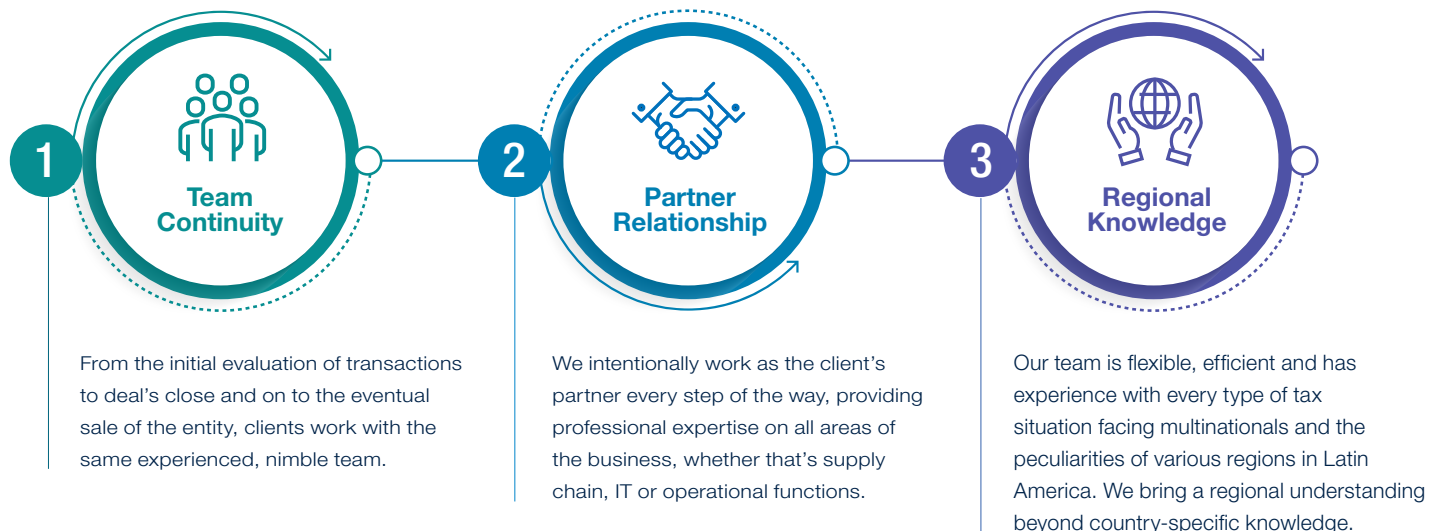 1
Team
Continuity
From the initial evaluation of transactions
to deal’s close and on to the eventual
sale of the entity, clients work with the
same experienced, nimble team.
2
Partner
Relationship
We intentionally work as the client’s
partner every step of the way, providing
professional expertise on all areas of
the business, whether that’s supply
chain, IT or operational functions.
3
Regional
Knowledge
Our team is flexible, efficient and has
experience with every type of tax
situation facing multinationals and the
peculiarities of various regions in Latin
America. We bring a regional understanding
beyond country-specific knowledge.